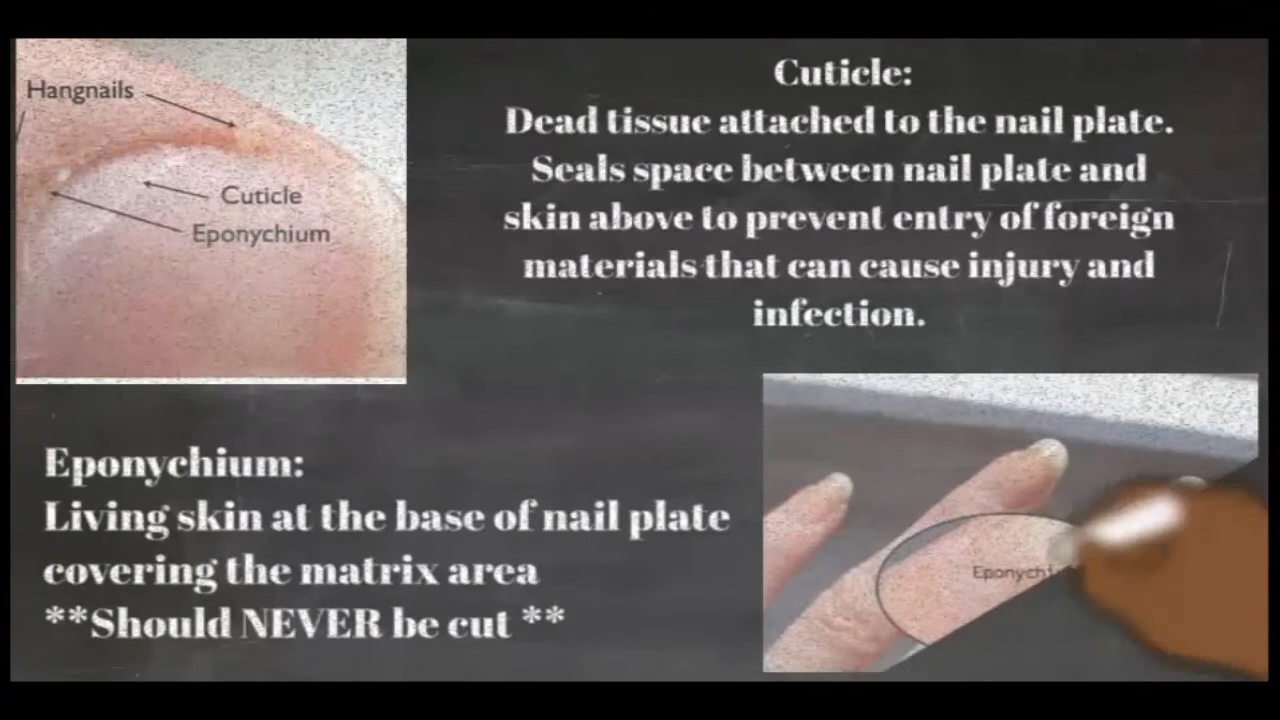 Hangnails
Cuticle
Eponychium
Cuticle:
Dead tissue attached to the nail plate.
Seals space between nail plate and
skin above to prevent entry of foreign
materials that can cause injury and
infection.
Eponychium:
Living skin at the base of nail plate
covering the matrix area
**Should NEVER be cut **